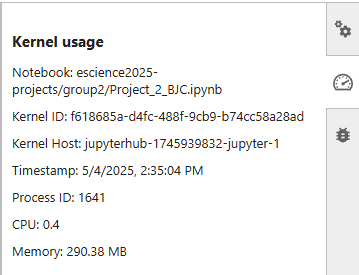 Kernel usage
Notebook: escience2025-
projects/group2/Project_2_BJC.ipynb
Kernel ID: f618685a-d4fc-488f-9cb9-b74cc58a28ad
Kernel Host: jupyterhub-1745939832-jupyter-1
Timestamp: 5/4/2025, 2:35:04 PM
Process ID: 1641
CPU: 0.4
Memory: 290.38 MB